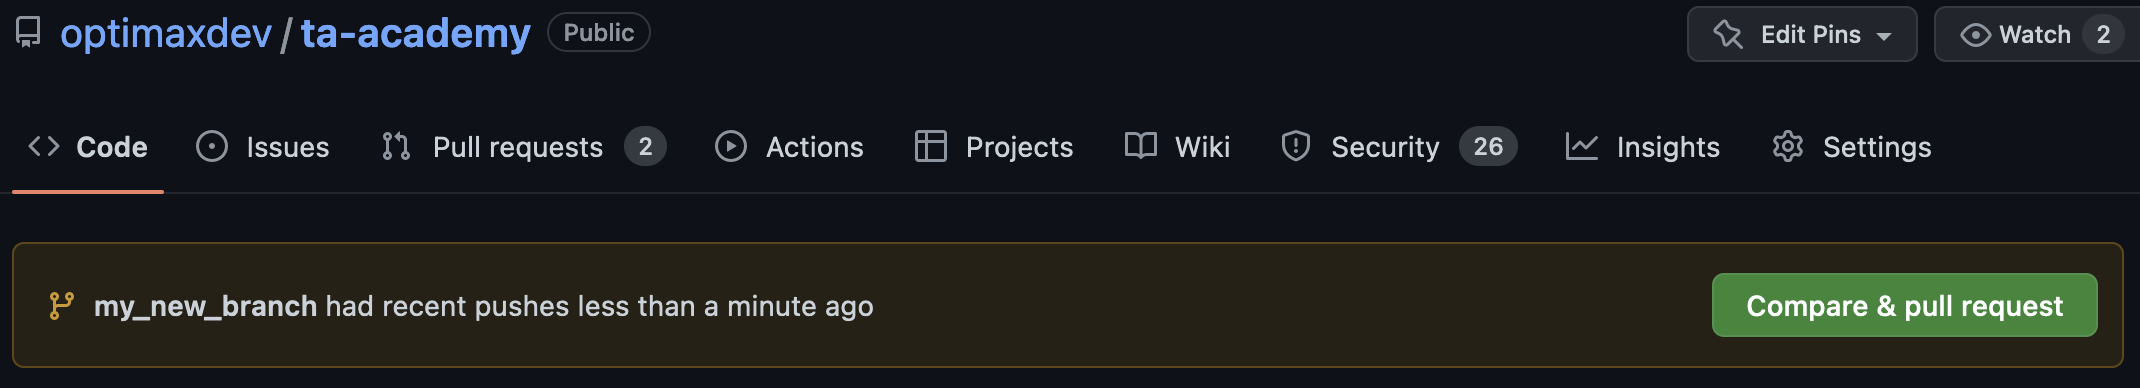 optimaxdev / ta-academy Public Edit Pins Watch 2
Code Issues Pull requests 2 Actions Projects Wiki Security 26 Insights Settings
my_new_branch had recent pushes less than a minute ago Compare & pull request